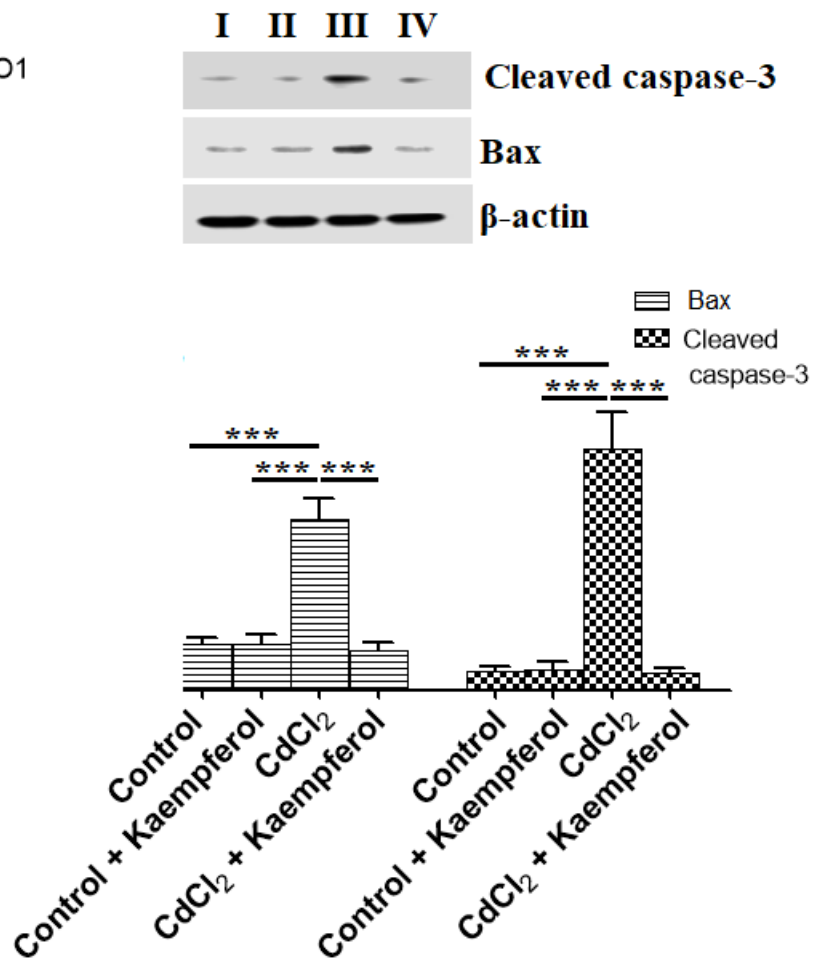 I II III IV
O1
Cleaved caspase-3
Bax
β-actin
Bax
Cleaved
caspase-3
***
*** ***
***
*** ***
Control
Control + Kaempferol
CdCl₂
CdCl₂ + Kaempferol
Control
Control + Kaempferol
CdCl₂
CdCl₂ + Kaempferol